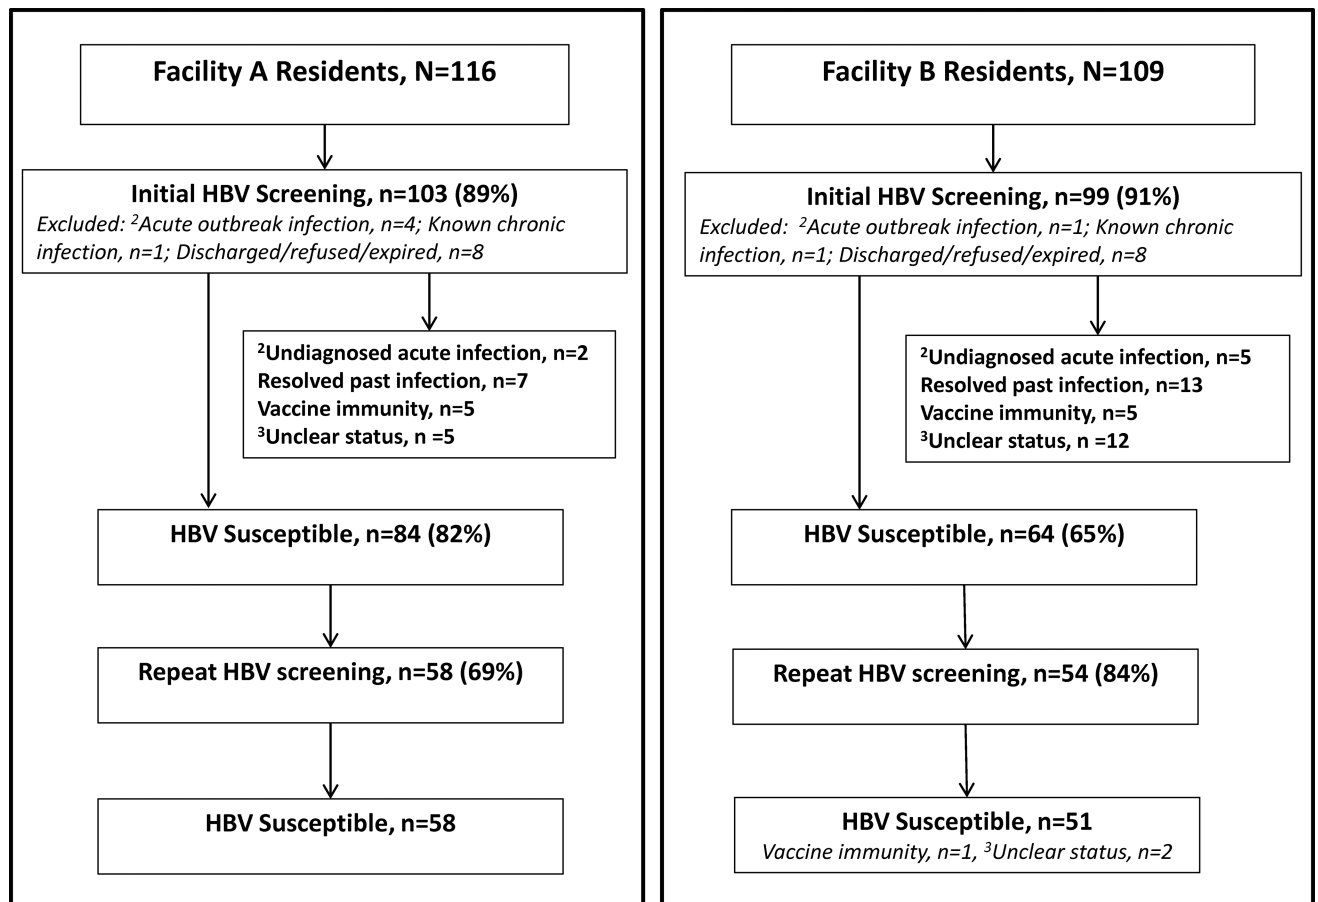 Facility A Residents, N=116
Initial HBV Screening, n=103 (89%)
Excluded: ²Acute outbreak infection, n=4; Known chronic
infection, n=1; Discharged/refused/expired, n=8
²Undiagnosed acute infection, n=2
Resolved past infection, n=7
Vaccine immunity, n=5
³Unclear status, n =5
HBV Susceptible, n=84 (82%)
Repeat HBV screening, n=58 (69%)
HBV Susceptible, n=58
Facility B Residents, N=109
Initial HBV Screening, n=99 (91%)
Excluded:  ²Acute outbreak infection, n=1; Known chronic
infection, n=1; Discharged/refused/expired, n=8
²Undiagnosed acute infection, n=5
Resolved past infection, n=13
Vaccine immunity, n=5
³Unclear status, n =12
HBV Susceptible, n=64 (65%)
Repeat HBV screening, n=54 (84%)
HBV Susceptible, n=51
Vaccine immunity, n=1, ³Unclear status, n=2